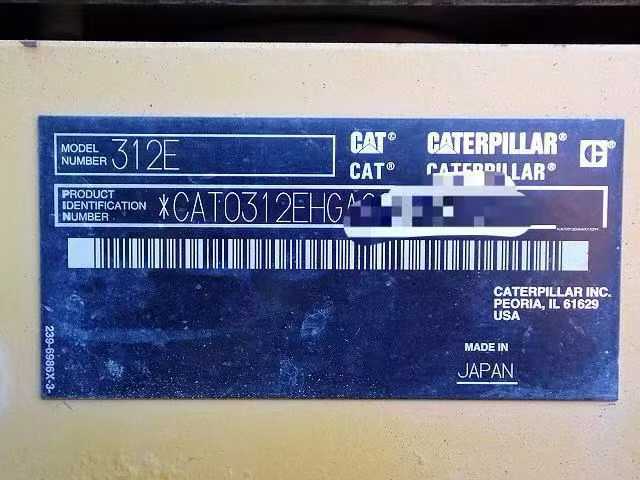 MODEL
NUMBER 312E
CAT® CATERPILLAR® C
CAT® CATERPILLAR®
PRODUCT
IDENTIFICATION
NUMBER *CAT0312EHGA
CATERPILLAR INC.
PEORIA, IL 61629
USA
MADE IN
JAPAN
239-6986X-3